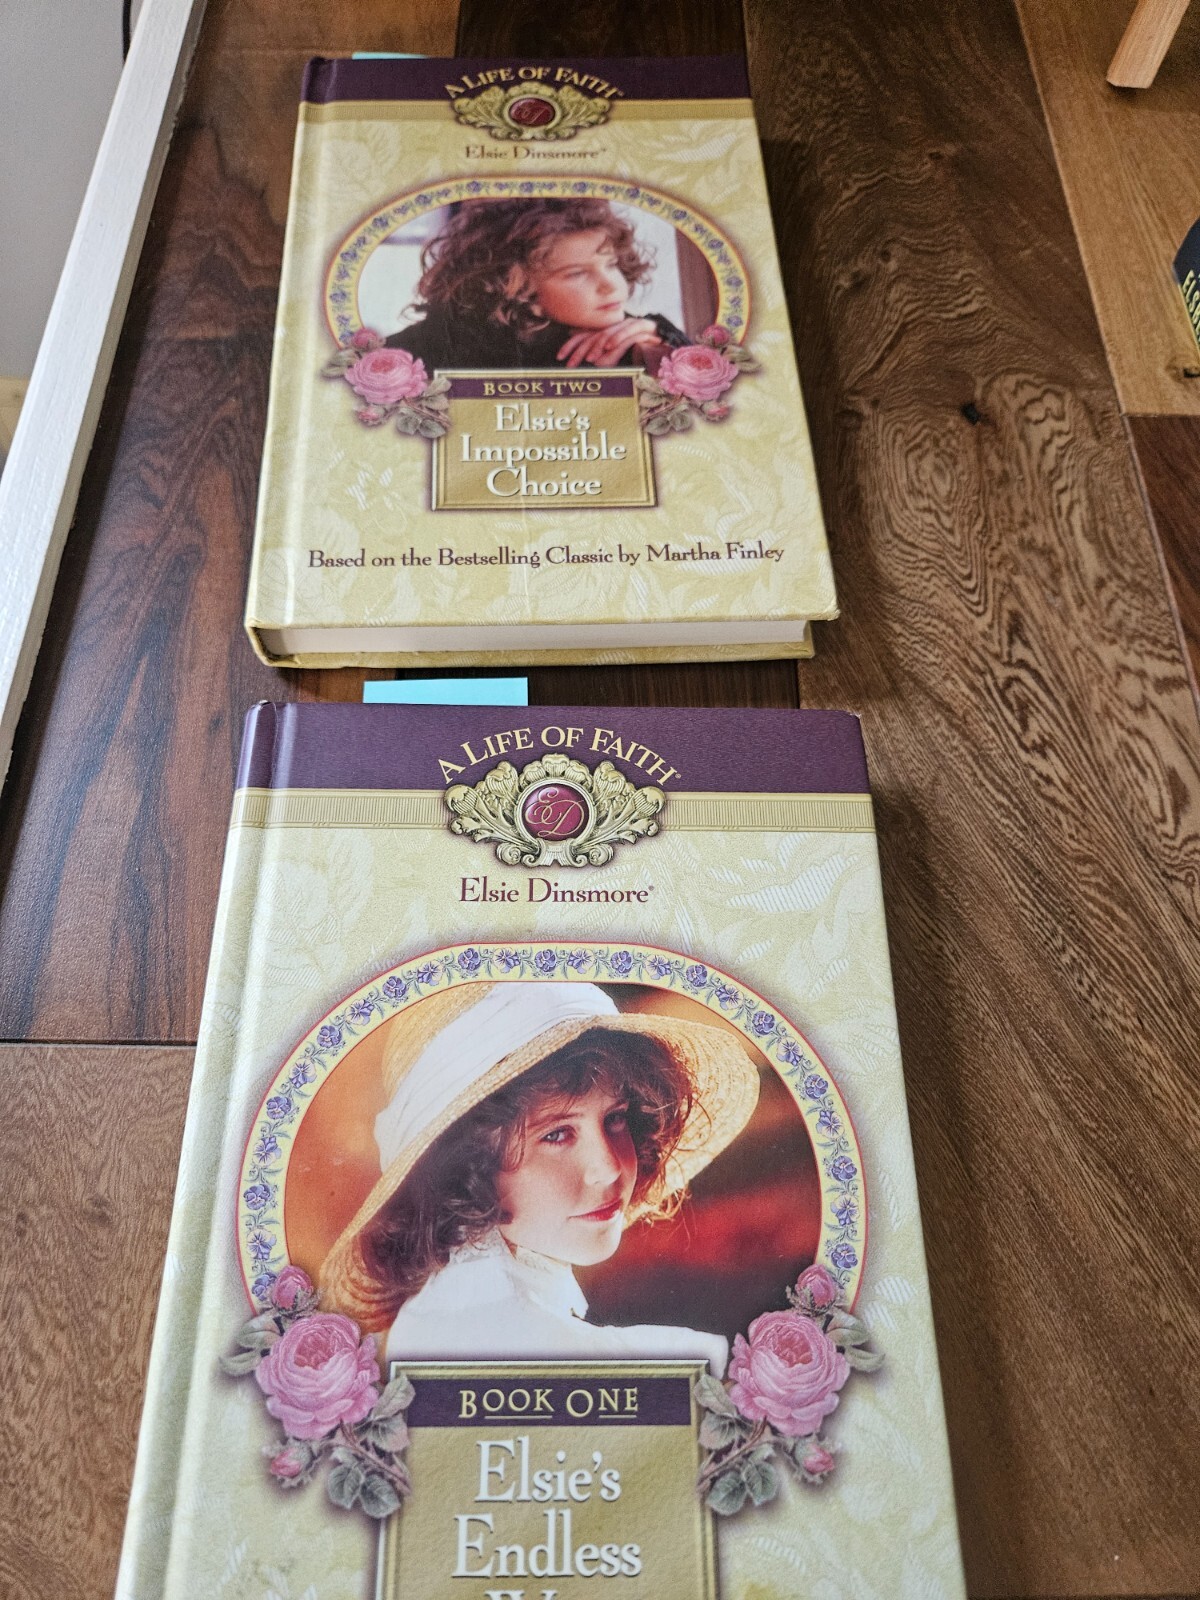 A LIFE OF FAITH™
ED
Elsie Dinsmore®
BOOK TWO
Elsie's
Impossible
Choice
Based on the Bestselling Classic by Martha Finley
A LIFE OF FAITH®
ED
Elsie Dinsmore®
BOOK ONE
Elsie's
Endless